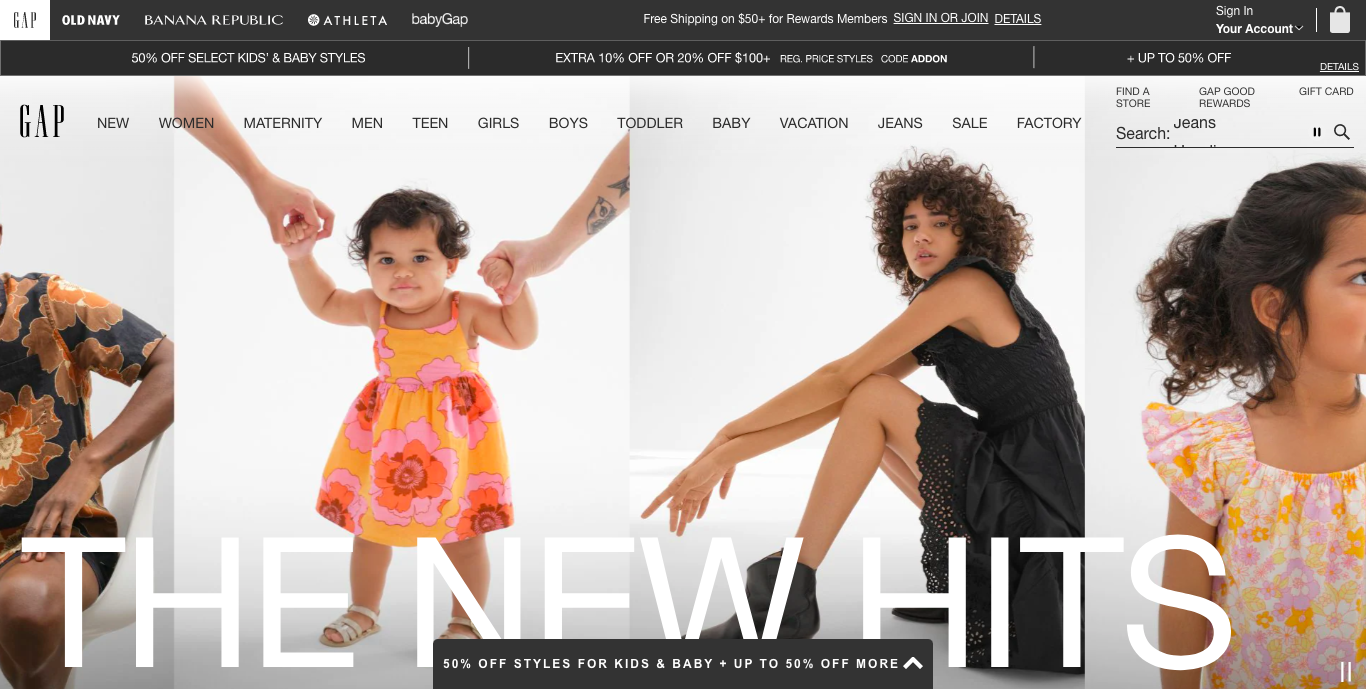 GAP OLD NAVY BANANA REPUBLIC ATHLETA babyGap Free Shipping on $50+ for Rewards Members SIGN IN OR JOIN DETAILS
Sign In
Your Account
50% OFF SELECT KIDS' & BABY STYLES EXTRA 10% OFF OR 20% OFF $100+ REG. PRICE STYLES CODE ADDON + UP TO 50% OFF
DETAILS
FIND A STORE
GAP GOOD REWARDS
GIFT CARD
GAP NEW WOMEN MATERNITY MEN TEEN GIRLS BOYS TODDLER BABY VACATION JEANS SALE FACTORY
Search: Jeans
THE NEW HITS
50% OFF STYLES FOR KIDS & BABY + UP TO 50% OFF MORE